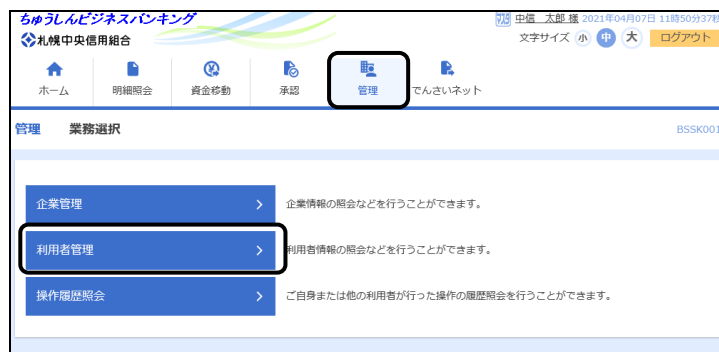 ちゅうしんビジネスバンキング
中信 太郎 様 2021年04月07日 11時50分37秒
札幌中央信用組合
文字サイズ 小 中 大 ログアウト
ホーム 明細照会 資金移動 承認 管理 でんさいネット
管理 業務選択 BSSK001
企業管理 企業情報の照会などを行うことができます。
利用者管理 利用者情報の照会などを行うことができます。
操作履歴照会 ご自身または他の利用者が行った操作の履歴照会を行うことができます。